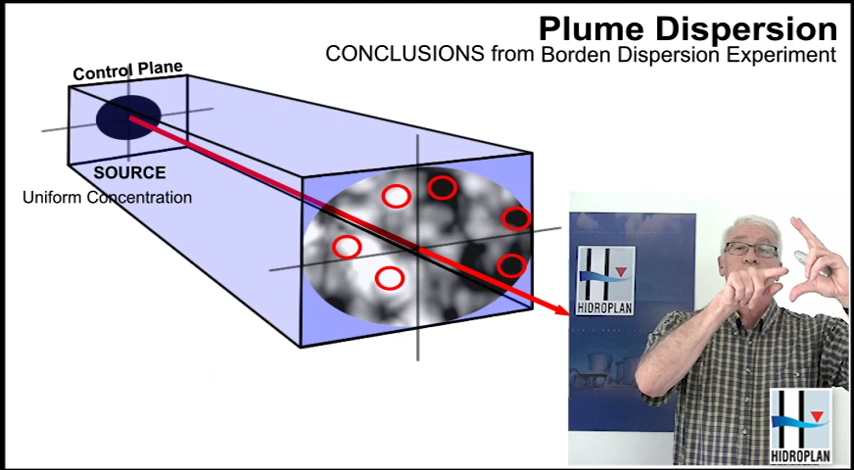 Plume Dispersion
CONCLUSIONS from Borden Dispersion Experiment
Control Plane
SOURCE
Uniform Concentration
HIDROPLAN
HIDROPLAN